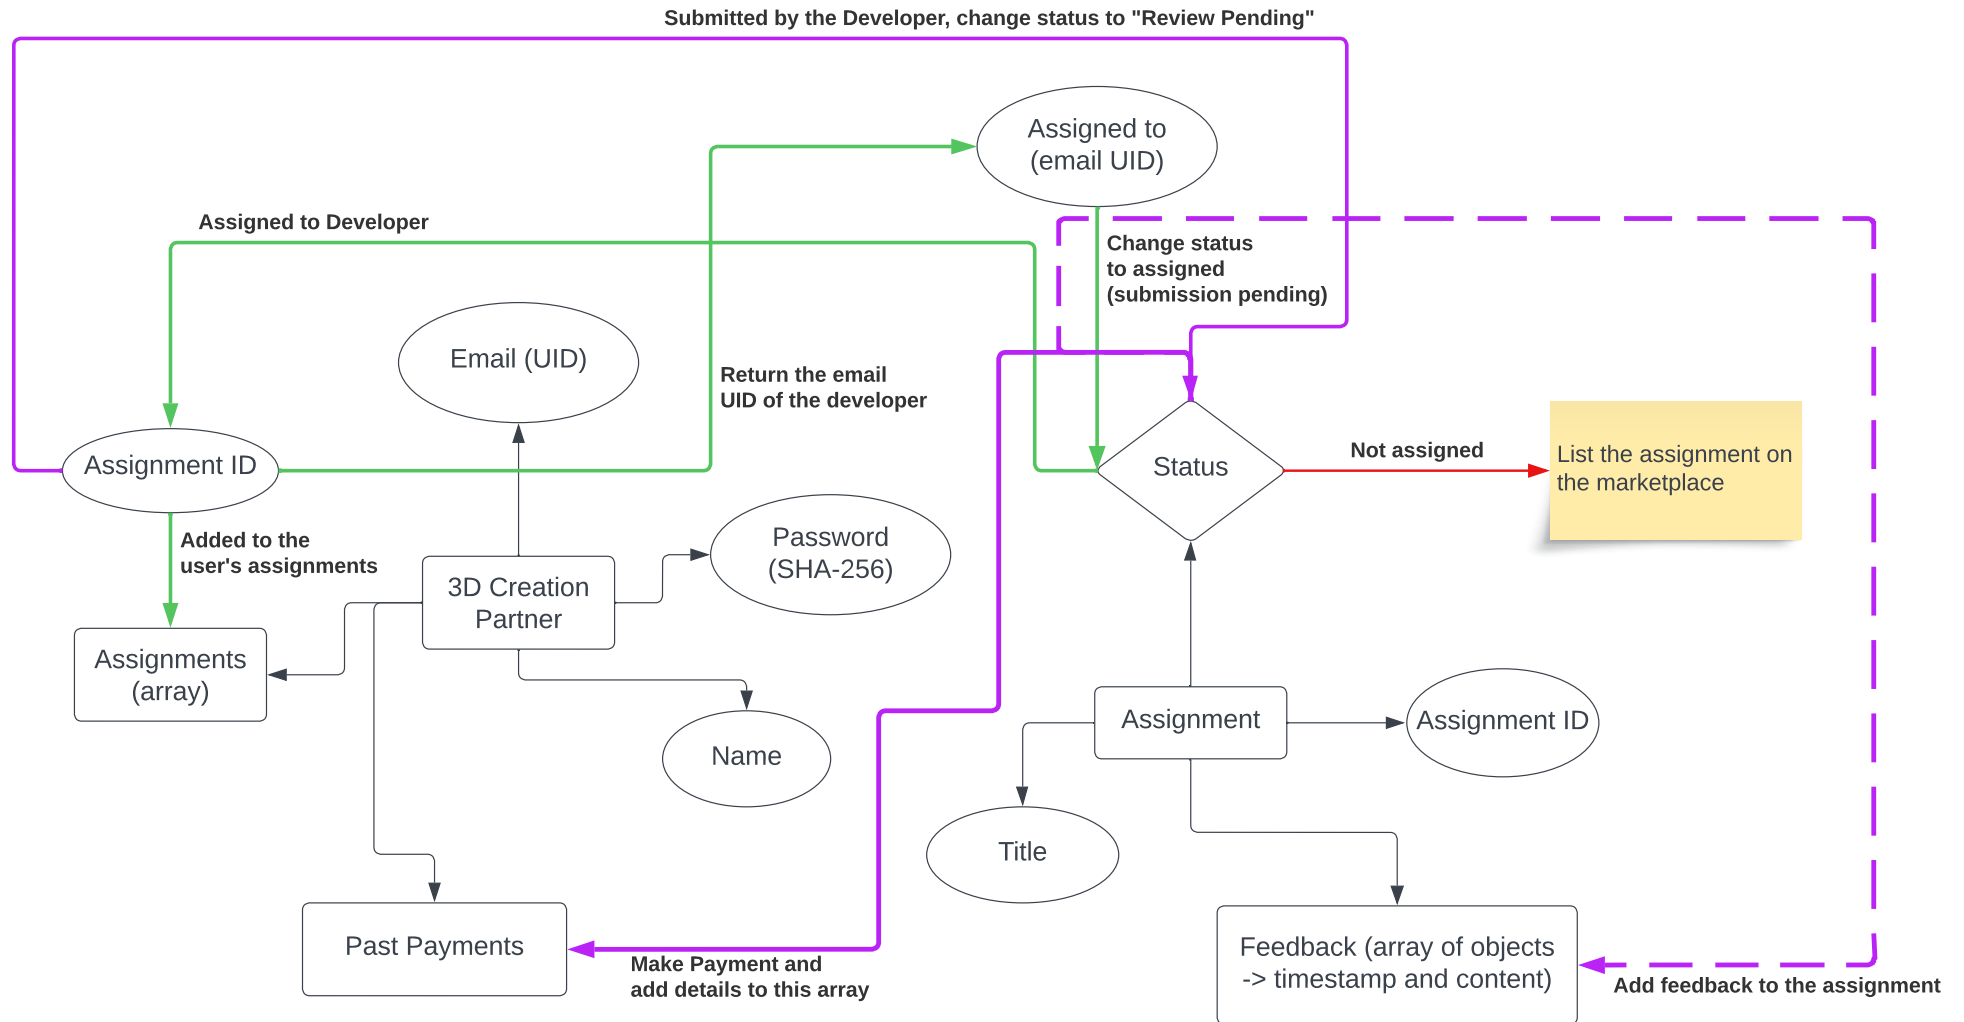 Submitted by the Developer, change status to "Review Pending"
Assigned to
(email UID)
Assigned to Developer
Change status
to assigned
(submission pending)
Email (UID)
Return the email
UID of the developer
Assignment ID
Status
Not assigned
List the assignment on
the marketplace
Added to the
user's assignments
Password
(SHA-256)
3D Creation
Partner
Assignments
(array)
Name
Assignment
Assignment ID
Title
Past Payments
Make Payment and
add details to this array
Feedback (array of objects
-> timestamp and content)
Add feedback to the assignment